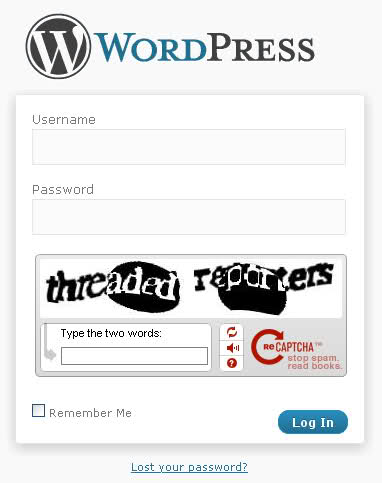 WORDPRESS
Username
Password
threaded reporters
Type the two words:
reCAPTCHA™
stop spam.
read books.
Remember Me
Log In
Lost your password?